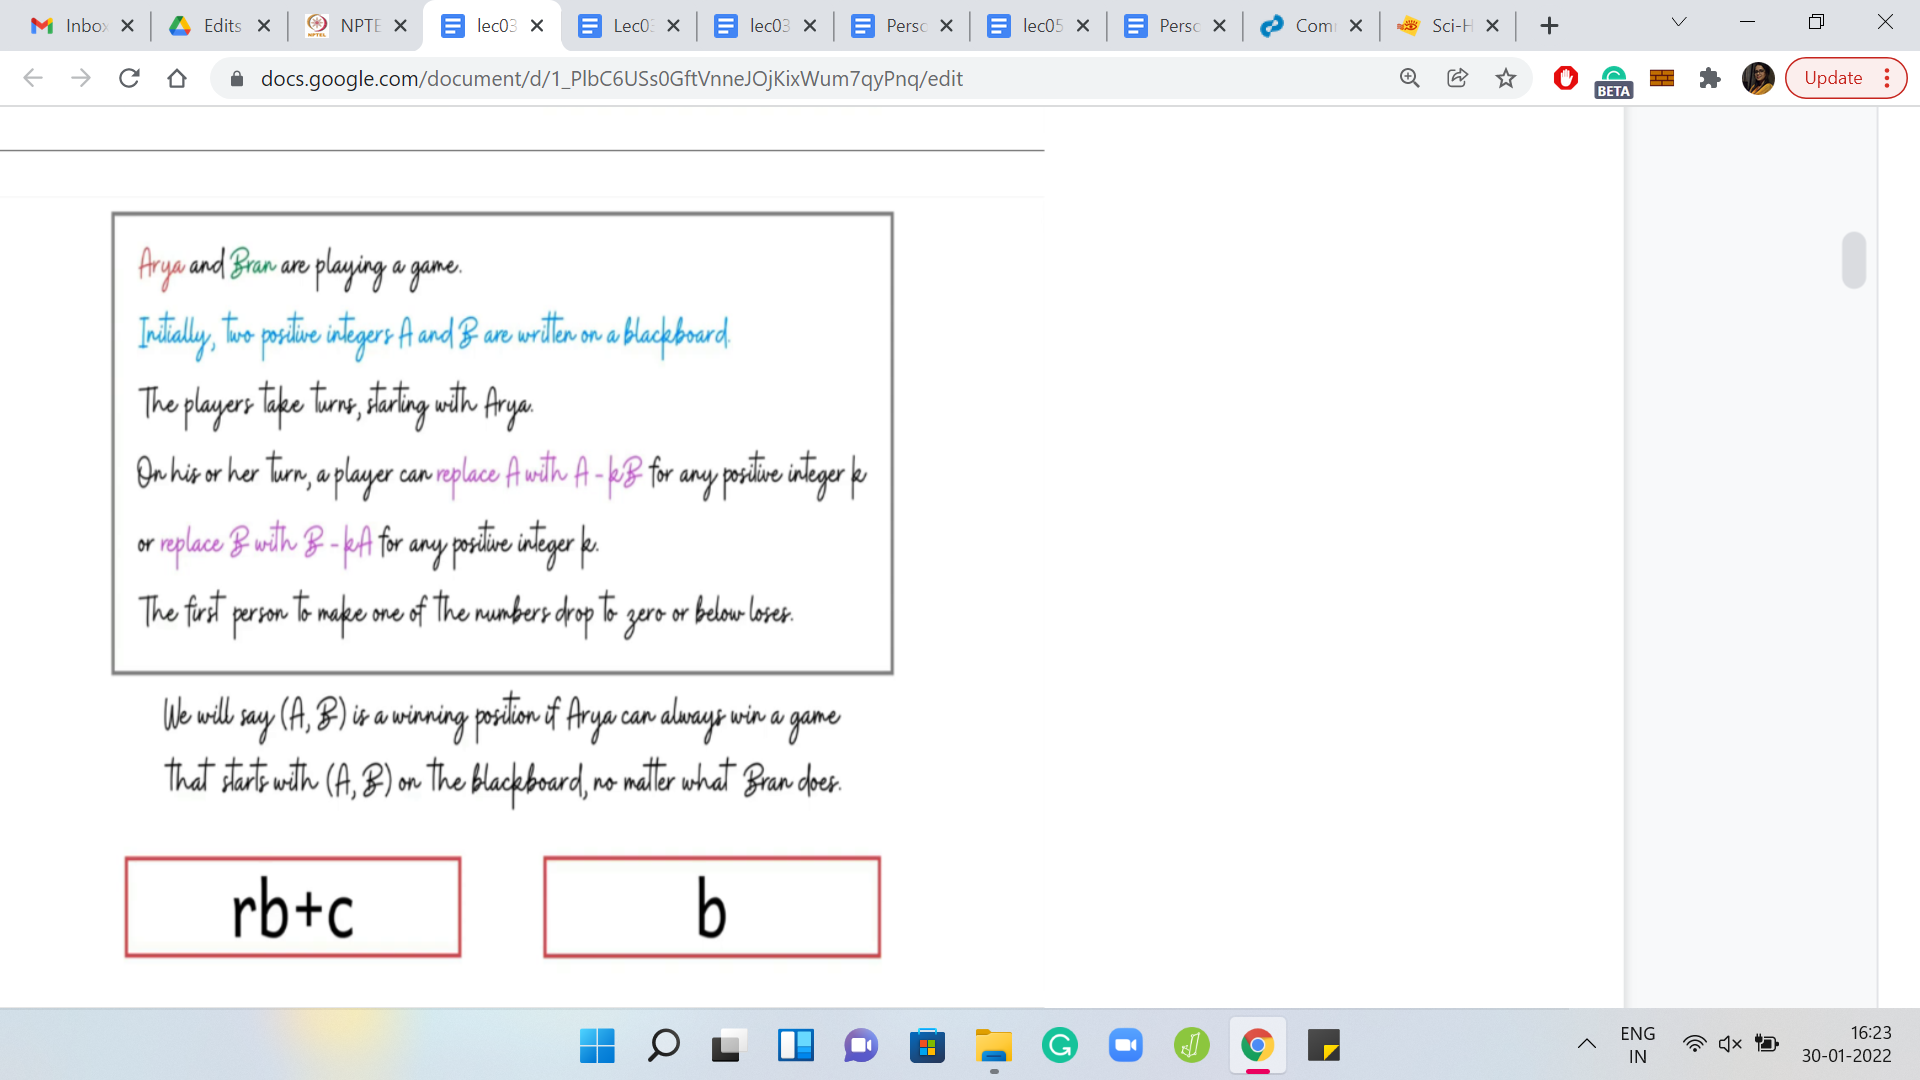 Inbox
Edits
NPTE
lec03
Lec03
lec03
Perso
lec05
Perso
Com
Sci-H
docs.google.com/document/d/1_PlbC6USs0GftVnneJOjKixWum7qyPnq/edit
BETA
Update
Arya and Bran are playing a game.
Initially, two positive integers A and B are written on a blackboard.
The players take turns, starting with Arya.
On his or her turn, a player can replace A with A - kB for any positive integer k
or replace B with B - kA for any positive integer k.
The first person to make one of the numbers drop to zero or below loses.
We will say (A, B) is a winning position if Arya can always win a game
that starts with (A, B) on the blackboard, no matter what Bran does.
rb+c
b
ENG
IN
16:23
30-01-2022